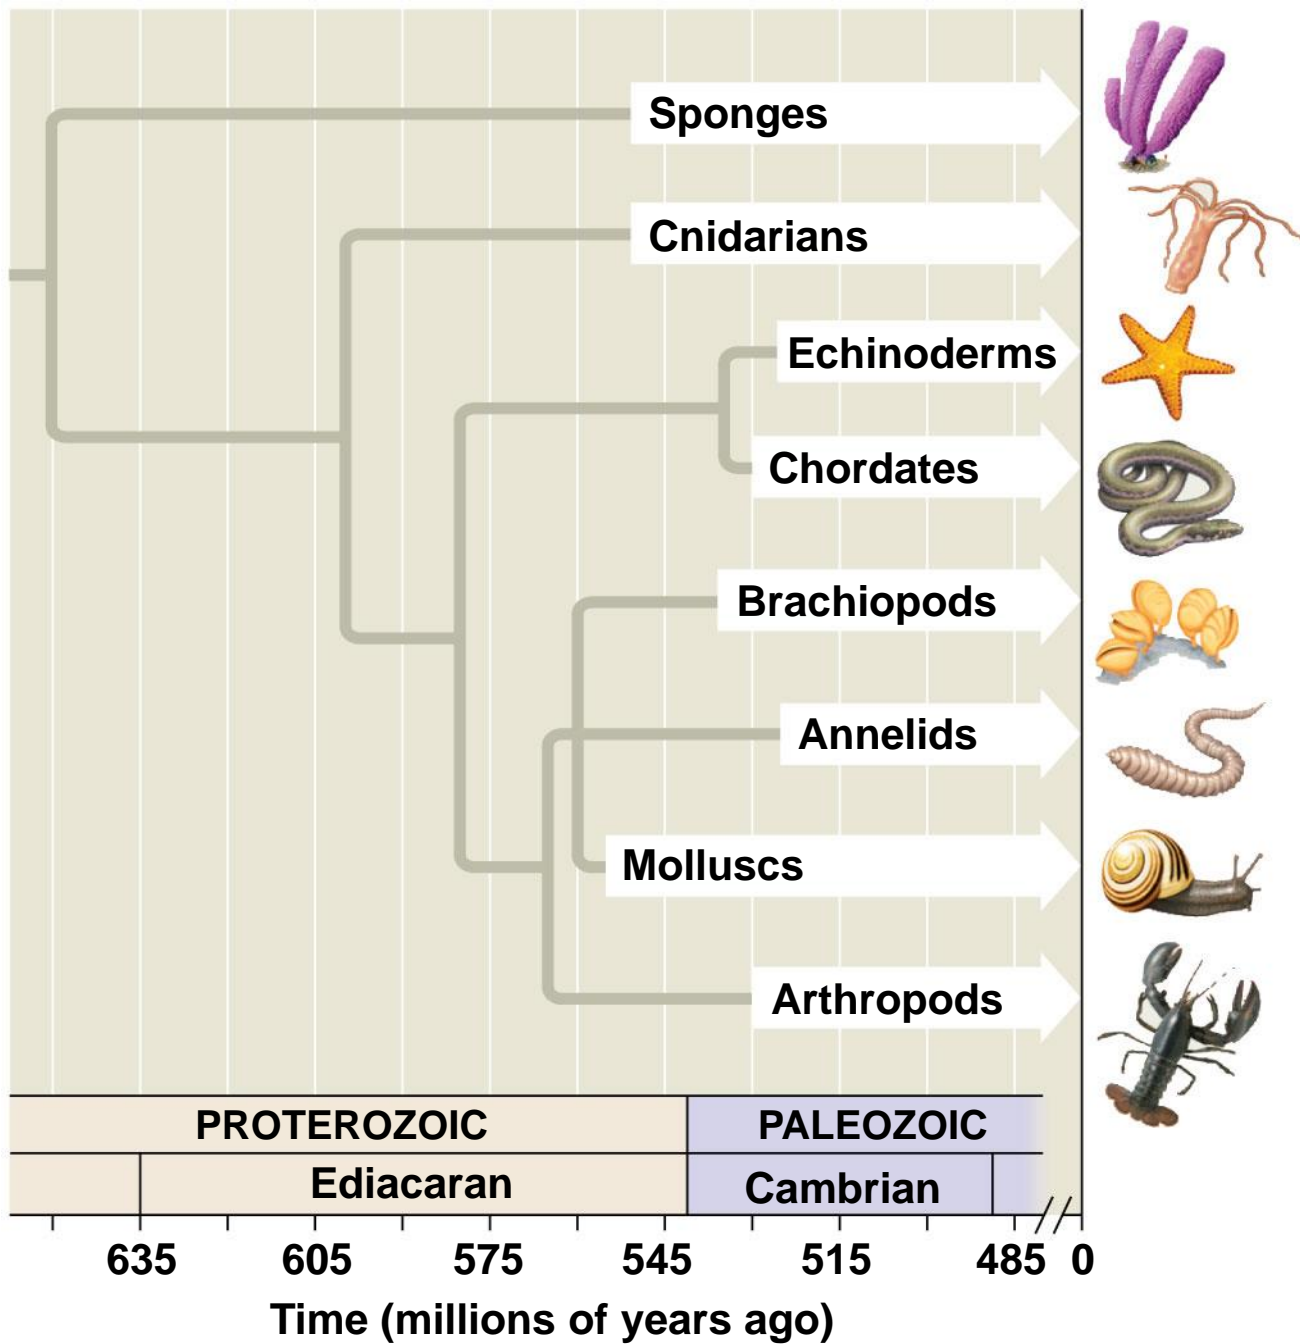 Sponges
Cnidarians
Echinoderms
Chordates
Brachiopods
Annelids
Molluscs
Arthropods
PROTEROZOIC PALEOZOIC
Ediacaran Cambrian
635 605 575 545 515 485 0
Time (millions of years ago)